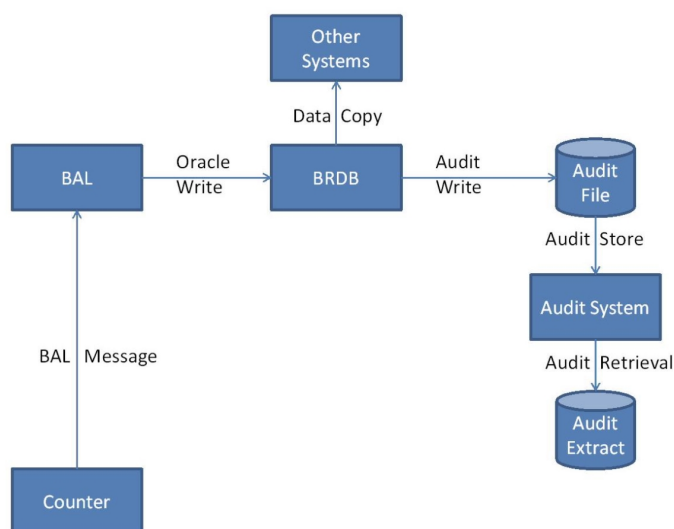 Other
Systems
Data Copy
BAL
Oracle
Write
BRDB
Audit
Write
Audit
File
Audit Store
Audit System
Audit Retrieval
Audit
Extract
BAL Message
Counter